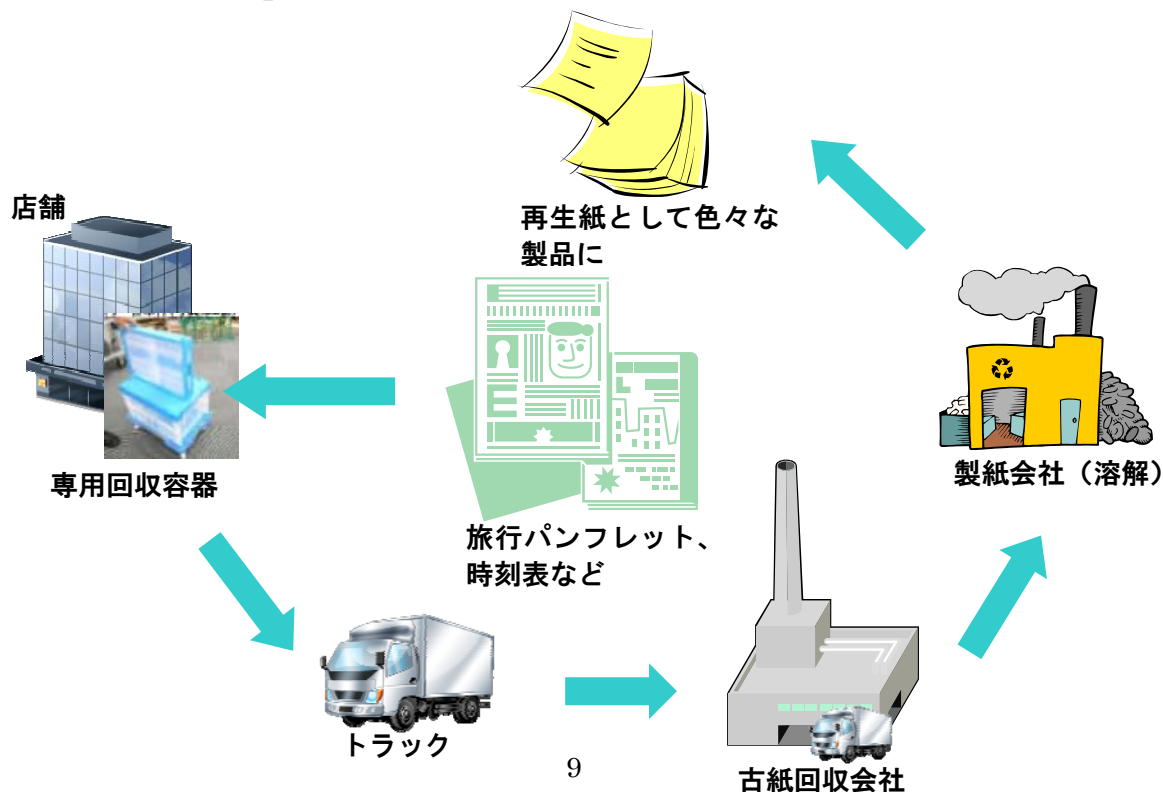 再生紙として色々な
製品に
店舗
専用回収容器
旅行パンフレット、
時刻表など
製紙会社（溶解）
トラック
古紙回収会社
9